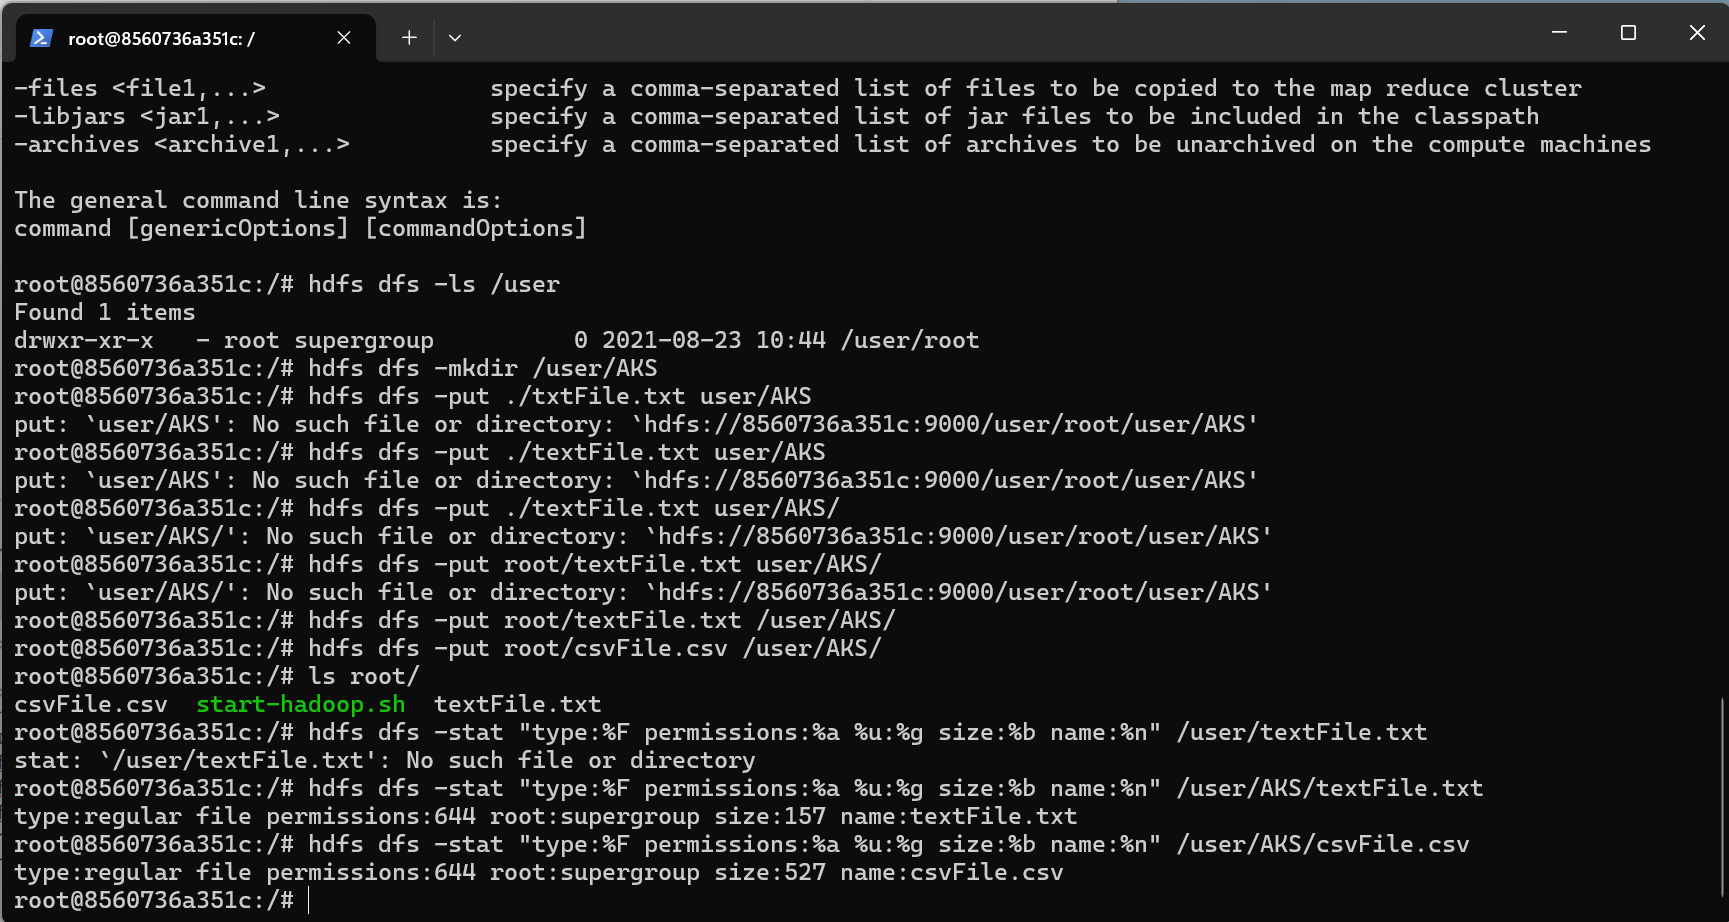 root@8560736a351c: /
-files <file1,...>                specify a comma-separated list of files to be copied to the map reduce cluster
-libjars <jar1,...>               specify a comma-separated list of jar files to be included in the classpath
-archives <archive1,...>          specify a comma-separated list of archives to be unarchived on the compute machines
The general command line syntax is:
command [genericOptions] [commandOptions]
root@8560736a351c:/# hdfs dfs -ls /user
Found 1 items
drwxr-xr-x   - root supergroup          0 2021-08-23 10:44 /user/root
root@8560736a351c:/# hdfs dfs -mkdir /user/AKS
root@8560736a351c:/# hdfs dfs -put ./txtFile.txt user/AKS
put: `user/AKS': No such file or directory: `hdfs://8560736a351c:9000/user/root/user/AKS'
root@8560736a351c:/# hdfs dfs -put ./textFile.txt user/AKS
put: `user/AKS': No such file or directory: `hdfs://8560736a351c:9000/user/root/user/AKS'
root@8560736a351c:/# hdfs dfs -put ./textFile.txt user/AKS/
put: `user/AKS/': No such file or directory: `hdfs://8560736a351c:9000/user/root/user/AKS'
root@8560736a351c:/# hdfs dfs -put root/textFile.txt user/AKS/
put: `user/AKS/': No such file or directory: `hdfs://8560736a351c:9000/user/root/user/AKS'
root@8560736a351c:/# hdfs dfs -put root/textFile.txt /user/AKS/
root@8560736a351c:/# hdfs dfs -put root/csvFile.csv /user/AKS/
root@8560736a351c:/# ls root/
csvFile.csv  start-hadoop.sh  textFile.txt
root@8560736a351c:/# hdfs dfs -stat "type:%F permissions:%a %u:%g size:%b name:%n" /user/textFile.txt
stat: `/user/textFile.txt': No such file or directory
root@8560736a351c:/# hdfs dfs -stat "type:%F permissions:%a %u:%g size:%b name:%n" /user/AKS/textFile.txt
type:regular file permissions:644 root:supergroup size:157 name:textFile.txt
root@8560736a351c:/# hdfs dfs -stat "type:%F permissions:%a %u:%g size:%b name:%n" /user/AKS/csvFile.csv
type:regular file permissions:644 root:supergroup size:527 name:csvFile.csv
root@8560736a351c:/#